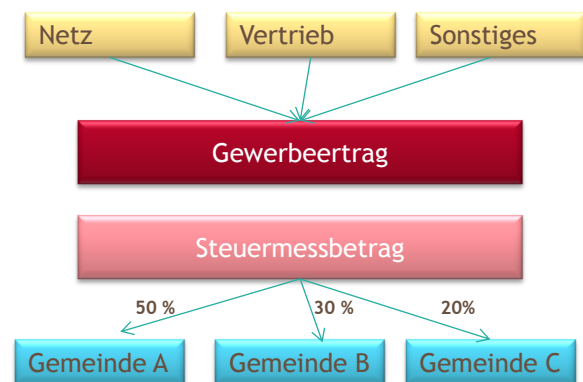 Netz
Vertrieb
Sonstiges
Gewerbeertrag
Steuermessbetrag
50 %
30 %
20%
Gemeinde A
Gemeinde B
Gemeinde C